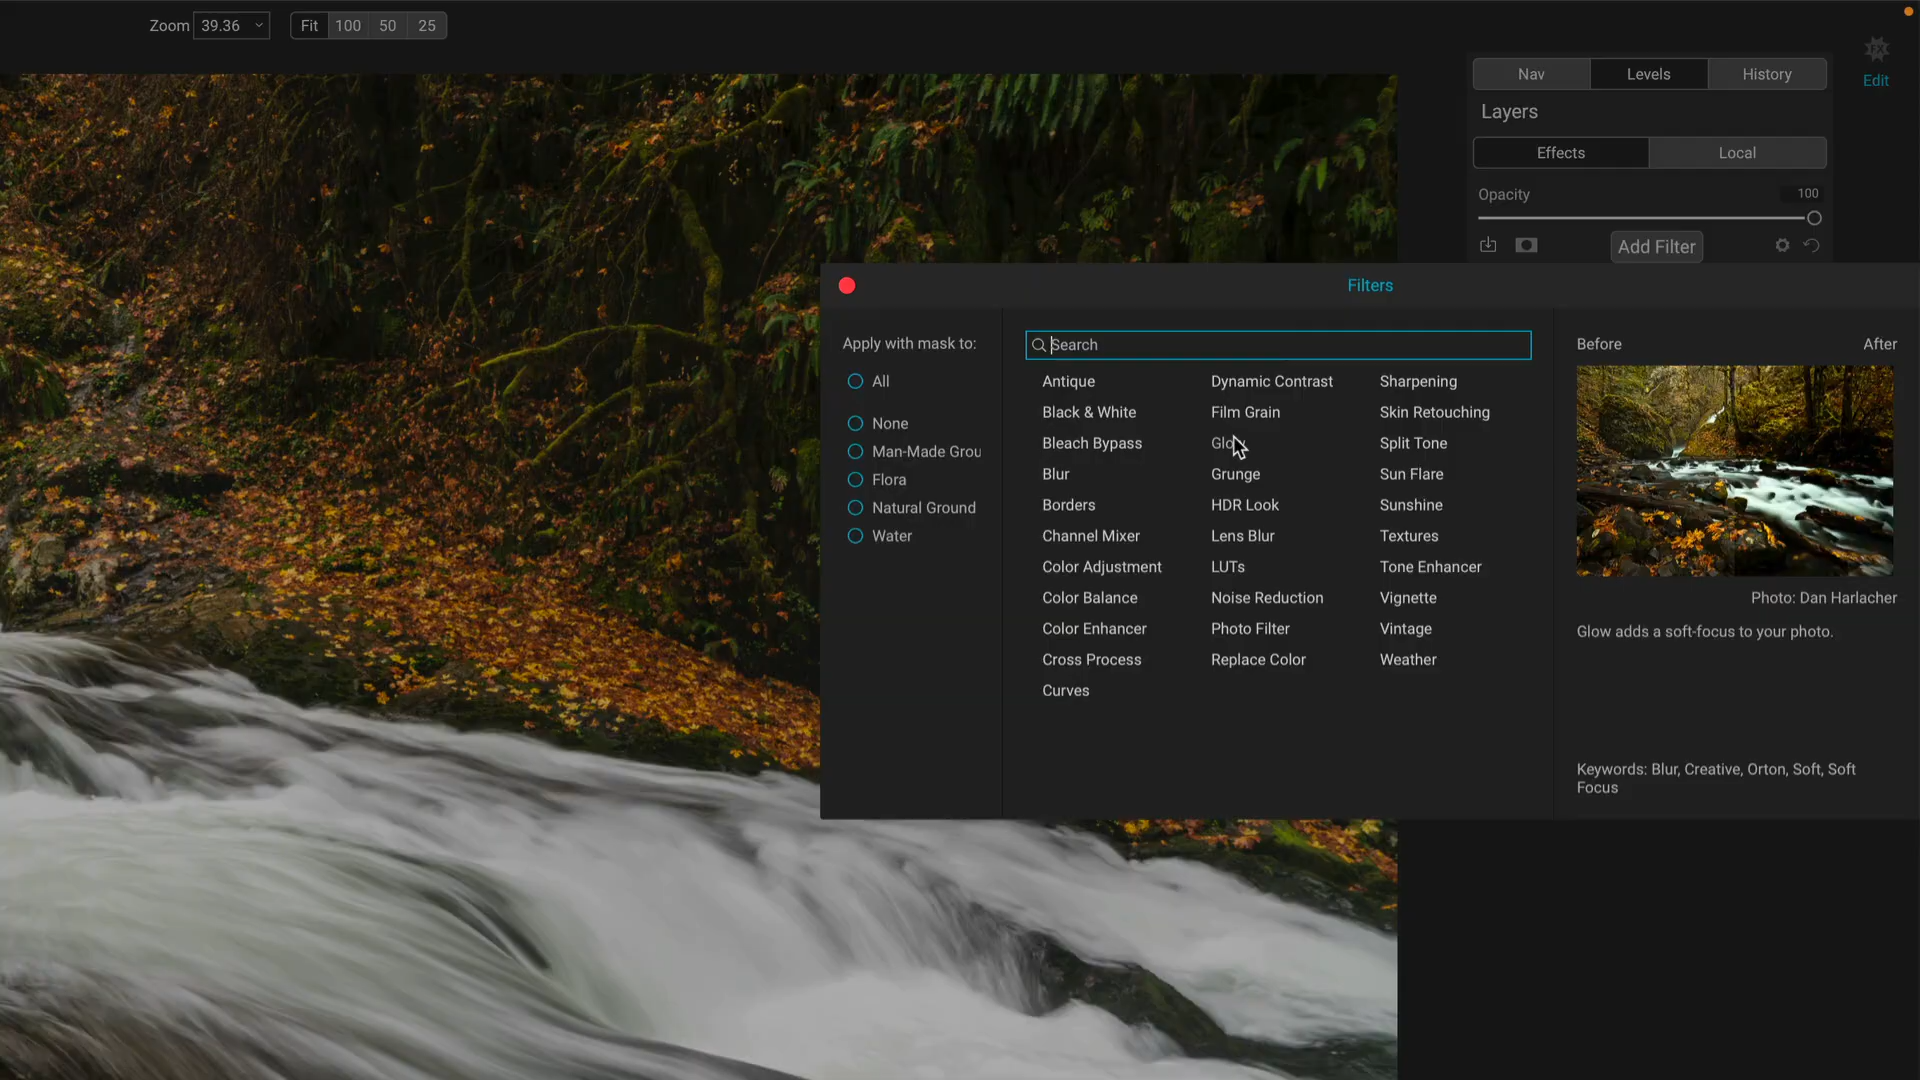 Zoom 39.36 Fit 100 50 25
FX
Edit
Nav Levels History
Layers
Effects Local
Opacity 100
Add Filter
Filters
Apply with mask to:
All
None
Man-Made Grou
Flora
Natural Ground
Water
Search
Antique
Black & White
Bleach Bypass
Blur
Borders
Channel Mixer
Color Adjustment
Color Balance
Color Enhancer
Cross Process
Curves
Dynamic Contrast
Film Grain
Glow
Grunge
HDR Look
Lens Blur
LUTs
Noise Reduction
Photo Filter
Replace Color
Sharpening
Skin Retouching
Split Tone
Sun Flare
Sunshine
Textures
Tone Enhancer
Vignette
Vintage
Weather
Before After
Photo: Dan Harlacher
Glow adds a soft-focus to your photo.
Keywords: Blur, Creative, Orton, Soft, Soft
Focus